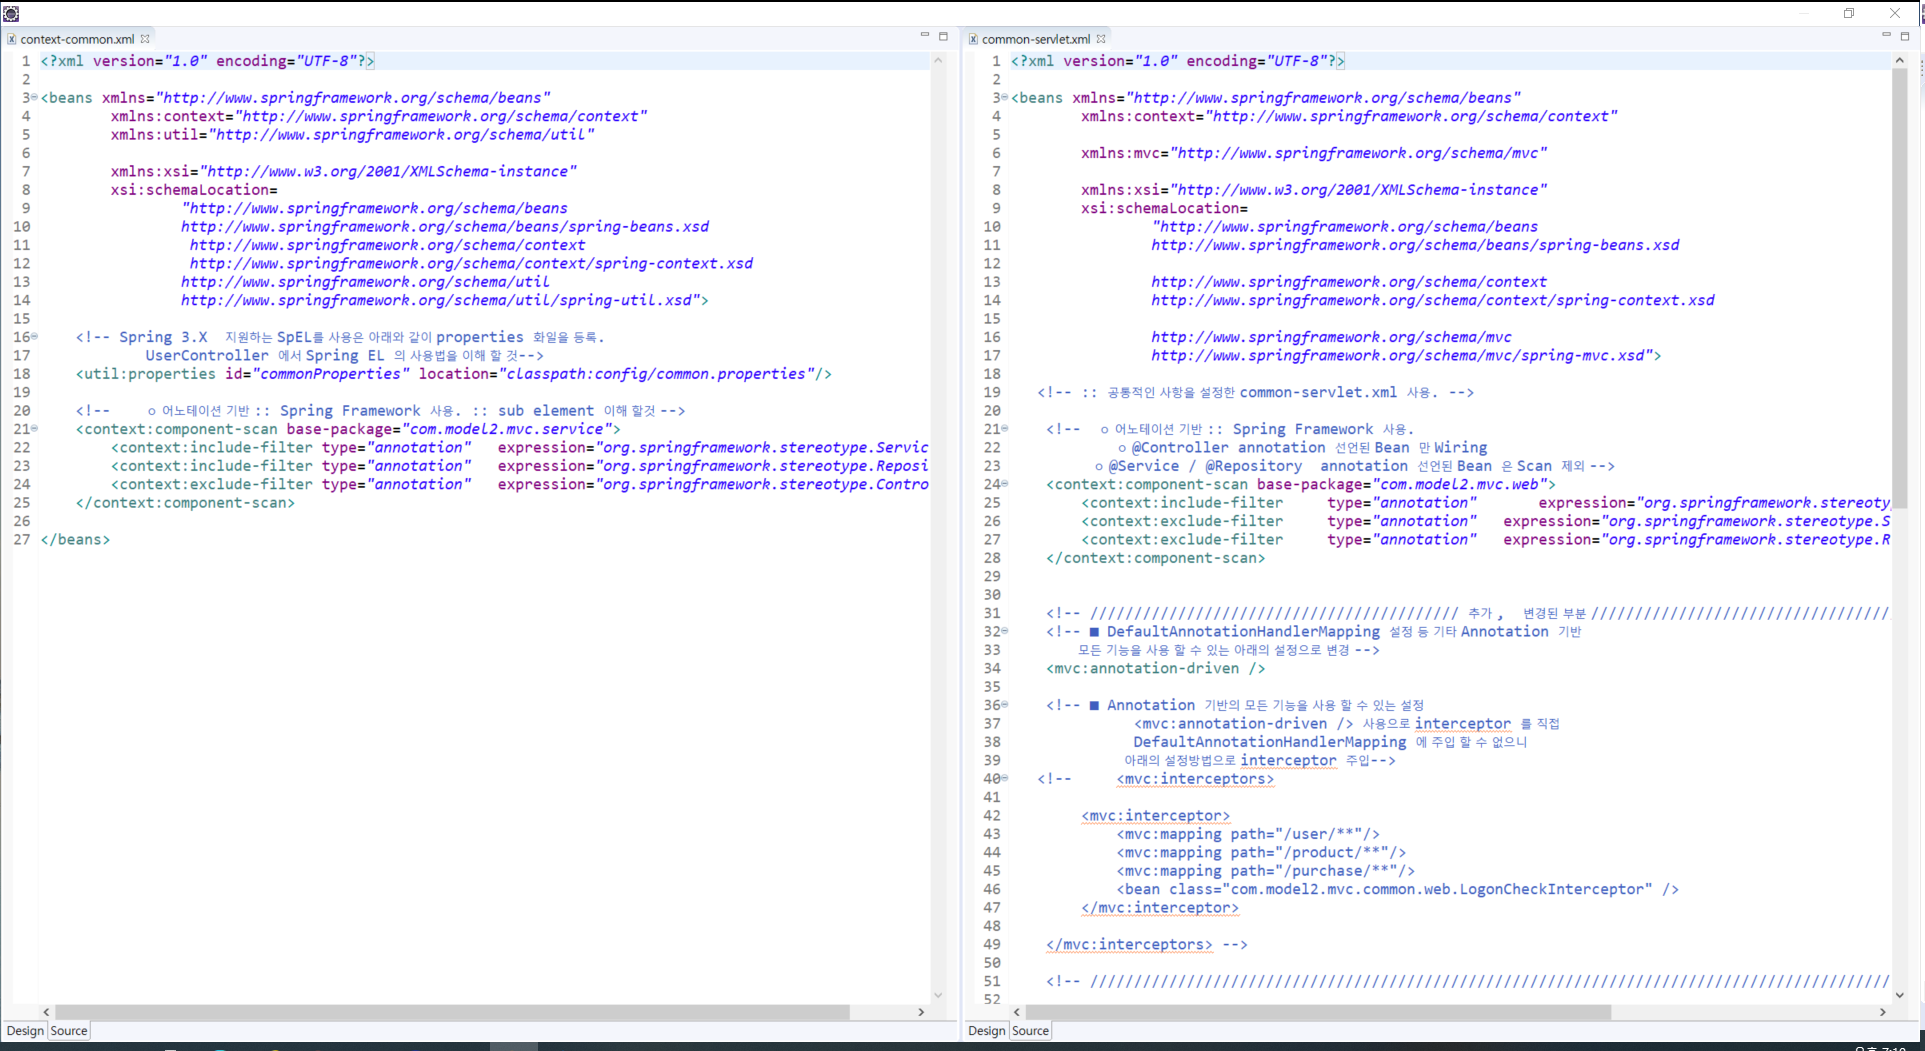 context-common.xml
1 <?xml version="1.0" encoding="UTF-8"?>
2
3 <beans xmlns="http://www.springframework.org/schema/beans"
4 xmlns:context="http://www.springframework.org/schema/context"
5 xmlns:util="http://www.springframework.org/schema/util"
6
7 xmlns:xsi="http://www.w3.org/2001/XMLSchema-instance"
8 xsi:schemaLocation=
9 "http://www.springframework.org/schema/beans
10 http://www.springframework.org/schema/beans/spring-beans.xsd
11 http://www.springframework.org/schema/context
12 http://www.springframework.org/schema/context/spring-context.xsd
13 http://www.springframework.org/schema/util
14 http://www.springframework.org/schema/util/spring-util.xsd">
15
16 <!-- Spring 3.X 지원하는 SpEL를 사용은 아래와 같이 properties 화일을 등록.
17 UserController 에서 Spring EL 의 사용법을 이해 할 것-->
18 <util:properties id="commonProperties" location="classpath:config/common.properties"/>
19
20 <!-- ㅇ 어노테이션 기반 :: Spring Framework 사용. :: sub element 이해 할것 -->
21 <context:component-scan base-package="com.model2.mvc.service">
22 <context:include-filter type="annotation" expression="org.springframework.stereotype.Servic
23 <context:include-filter type="annotation" expression="org.springframework.stereotype.Reposi
24 <context:exclude-filter type="annotation" expression="org.springframework.stereotype.Contro
25 </context:component-scan>
26
27 </beans>
Design Source
common-servlet.xml
1 <?xml version="1.0" encoding="UTF-8"?>
2
3 <beans xmlns="http://www.springframework.org/schema/beans"
4 xmlns:context="http://www.springframework.org/schema/context"
5
6 xmlns:mvc="http://www.springframework.org/schema/mvc"
7
8 xmlns:xsi="http://www.w3.org/2001/XMLSchema-instance"
9 xsi:schemaLocation=
10 "http://www.springframework.org/schema/beans
11 http://www.springframework.org/schema/beans/spring-beans.xsd
12
13 http://www.springframework.org/schema/context
14 http://www.springframework.org/schema/context/spring-context.xsd
15
16 http://www.springframework.org/schema/mvc
17 http://www.springframework.org/schema/mvc/spring-mvc.xsd">
18
19 <!-- :: 공통적인 사항을 설정한 common-servlet.xml 사용. -->
20
21 <!-- ㅇ 어노테이션 기반 :: Spring Framework 사용.
22 ㅇ @Controller annotation 선언된 Bean 만 Wiring
23 ㅇ @Service / @Repository annotation 선언된 Bean 은 Scan 제외 -->
24 <context:component-scan base-package="com.model2.mvc.web">
25 <context:include-filter type="annotation" expression="org.springframework.stereoty
26 <context:exclude-filter type="annotation" expression="org.springframework.stereotype.S
27 <context:exclude-filter type="annotation" expression="org.springframework.stereotype.R
28 </context:component-scan>
29
30
31 <!-- ////////////////////////////////////////// 추가 , 변경된 부분 //////////////////////////////////
32 <!-- ■ DefaultAnnotationHandlerMapping 설정 등 기타 Annotation 기반
33 모든 기능을 사용 할 수 있는 아래의 설정으로 변경 -->
34 <mvc:annotation-driven />
35
36 <!-- ■ Annotation 기반의 모든 기능을 사용 할 수 있는 설정
37 <mvc:annotation-driven /> 사용으로 interceptor 를 직접
38 DefaultAnnotationHandlerMapping 에 주입 할 수 없으니
39 아래의 설정방법으로 interceptor 주입-->
40 <!-- <mvc:interceptors>
41
42 <mvc:interceptor>
43 <mvc:mapping path="/user/**"/>
44 <mvc:mapping path="/product/**"/>
45 <mvc:mapping path="/purchase/**"/>
46 <bean class="com.model2.mvc.common.web.LogonCheckInterceptor" />
47 </mvc:interceptor>
48
49 </mvc:interceptors> -->
50
51 <!-- ///////////////////////////////////////////////////////////////////////////////////////////
52
Design Source